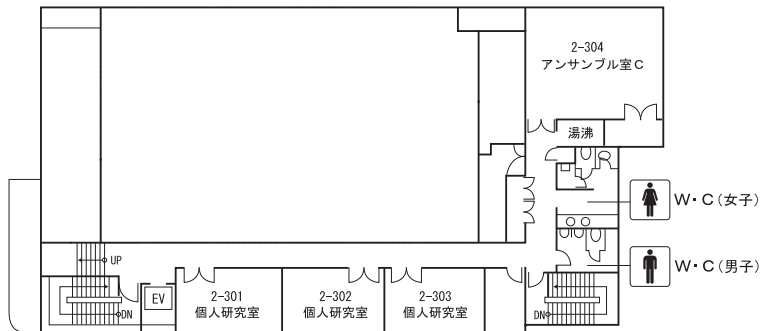 2-304
アンサンブル室C
湯沸
W・C(女子)
W・C(男子)
UP
DN
EV
2-301
個人研究室
2-302
個人研究室
2-303
個人研究室
DN